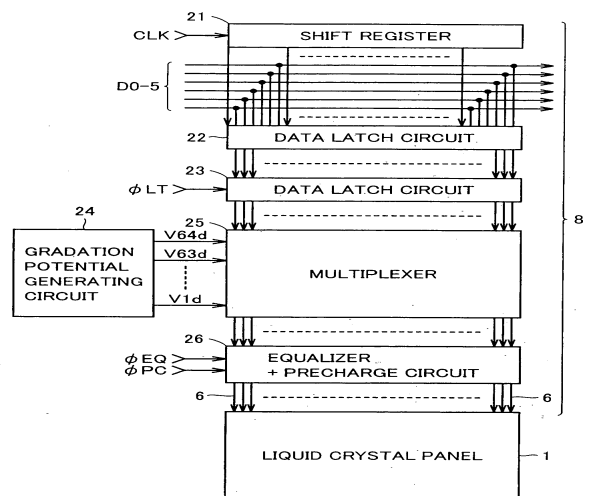 21
CLK
SHIFT REGISTER
D0-5
22
DATA LATCH CIRCUIT
23
φLT
DATA LATCH CIRCUIT
8
24
25
GRADATION
POTENTIAL
GENERATING
CIRCUIT
V64d
V63d
V1d
MULTIPLEXER
26
φEQ
φPC
EQUALIZER
+ PRECHARGE CIRCUIT
6
6
LIQUID CRYSTAL PANEL
1